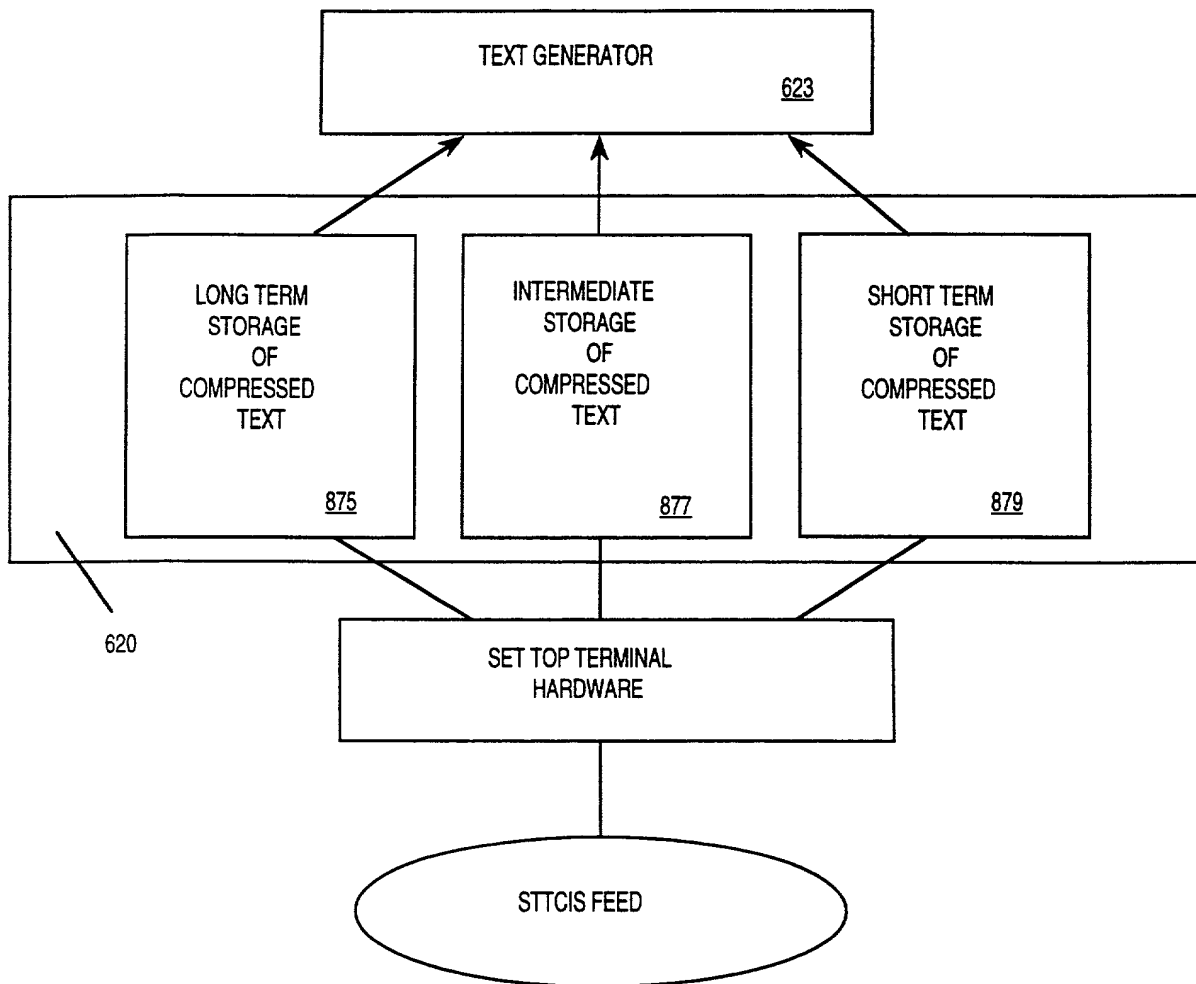 TEXT GENERATOR
623
LONG TERM
STORAGE
OF
COMPRESSED
TEXT
875
INTERMEDIATE
STORAGE
OF
COMPRESSED
TEXT
877
SHORT TERM
STORAGE
OF
COMPRESSED
TEXT
879
620
SET TOP TERMINAL
HARDWARE
STTCIS FEED